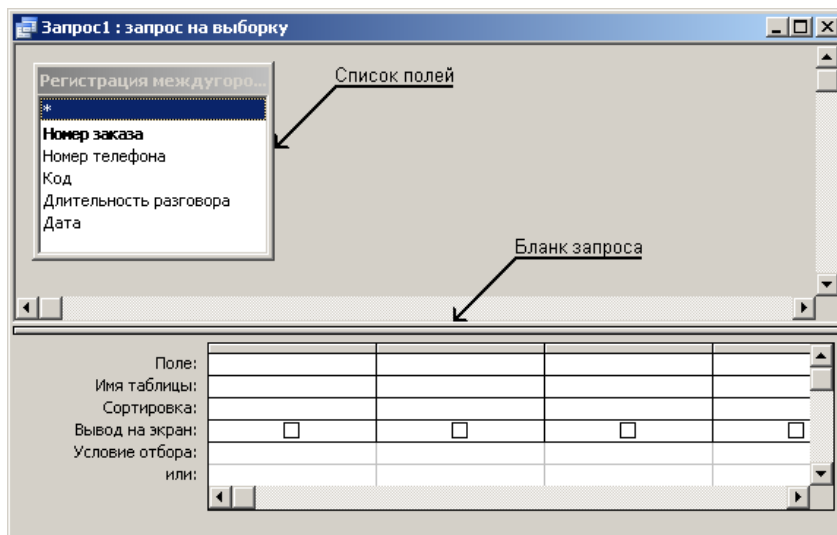 Запрос1 : запрос на выборку
Регистрация междугоро...
Список полей
*
Номер заказа
Номер телефона
Код
Длительность разговора
Дата
Бланк запроса
Поле:
Имя таблицы:
Сортировка:
Вывод на экран:
Условие отбора:
или: